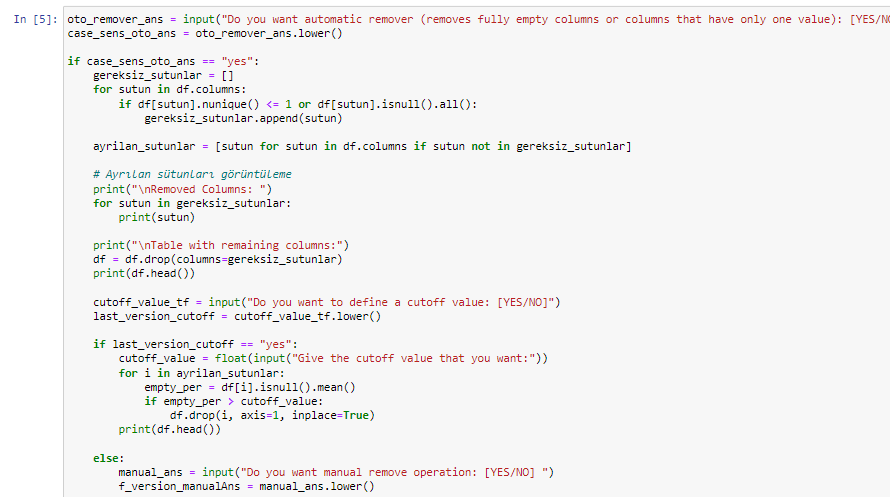 In [5]: oto_remover_ans = input("Do you want automatic remover (removes fully empty columns or columns that have only one value): [YES/NO
case_sens_oto_ans = oto_remover_ans.lower()
if case_sens_oto_ans == "yes":
    gereksiz_sutunlar = []
    for sutun in df.columns:
        if df[sutun].nunique() <= 1 or df[sutun].isnull().all():
            gereksiz_sutunlar.append(sutun)
    ayrilan_sutunlar = [sutun for sutun in df.columns if sutun not in gereksiz_sutunlar]
    # Ayrılan sütunları görüntüleme
    print("\nRemoved Columns: ")
    for sutun in gereksiz_sutunlar:
        print(sutun)
    print("\nTable with remaining columns:")
    df = df.drop(columns=gereksiz_sutunlar)
    print(df.head())
    cutoff_value_tf = input("Do you want to define a cutoff value: [YES/NO]")
    last_version_cutoff = cutoff_value_tf.lower()
    if last_version_cutoff == "yes":
        cutoff_value = float(input("Give the cutoff value that you want:"))
        for i in ayrilan_sutunlar:
            empty_per = df[i].isnull().mean()
            if empty_per > cutoff_value:
                df.drop(i, axis=1, inplace=True)
        print(df.head())
    else:
        manual_ans = input("Do you want manual remove operation: [YES/NO] ")
        f_version_manualAns = manual_ans.lower()